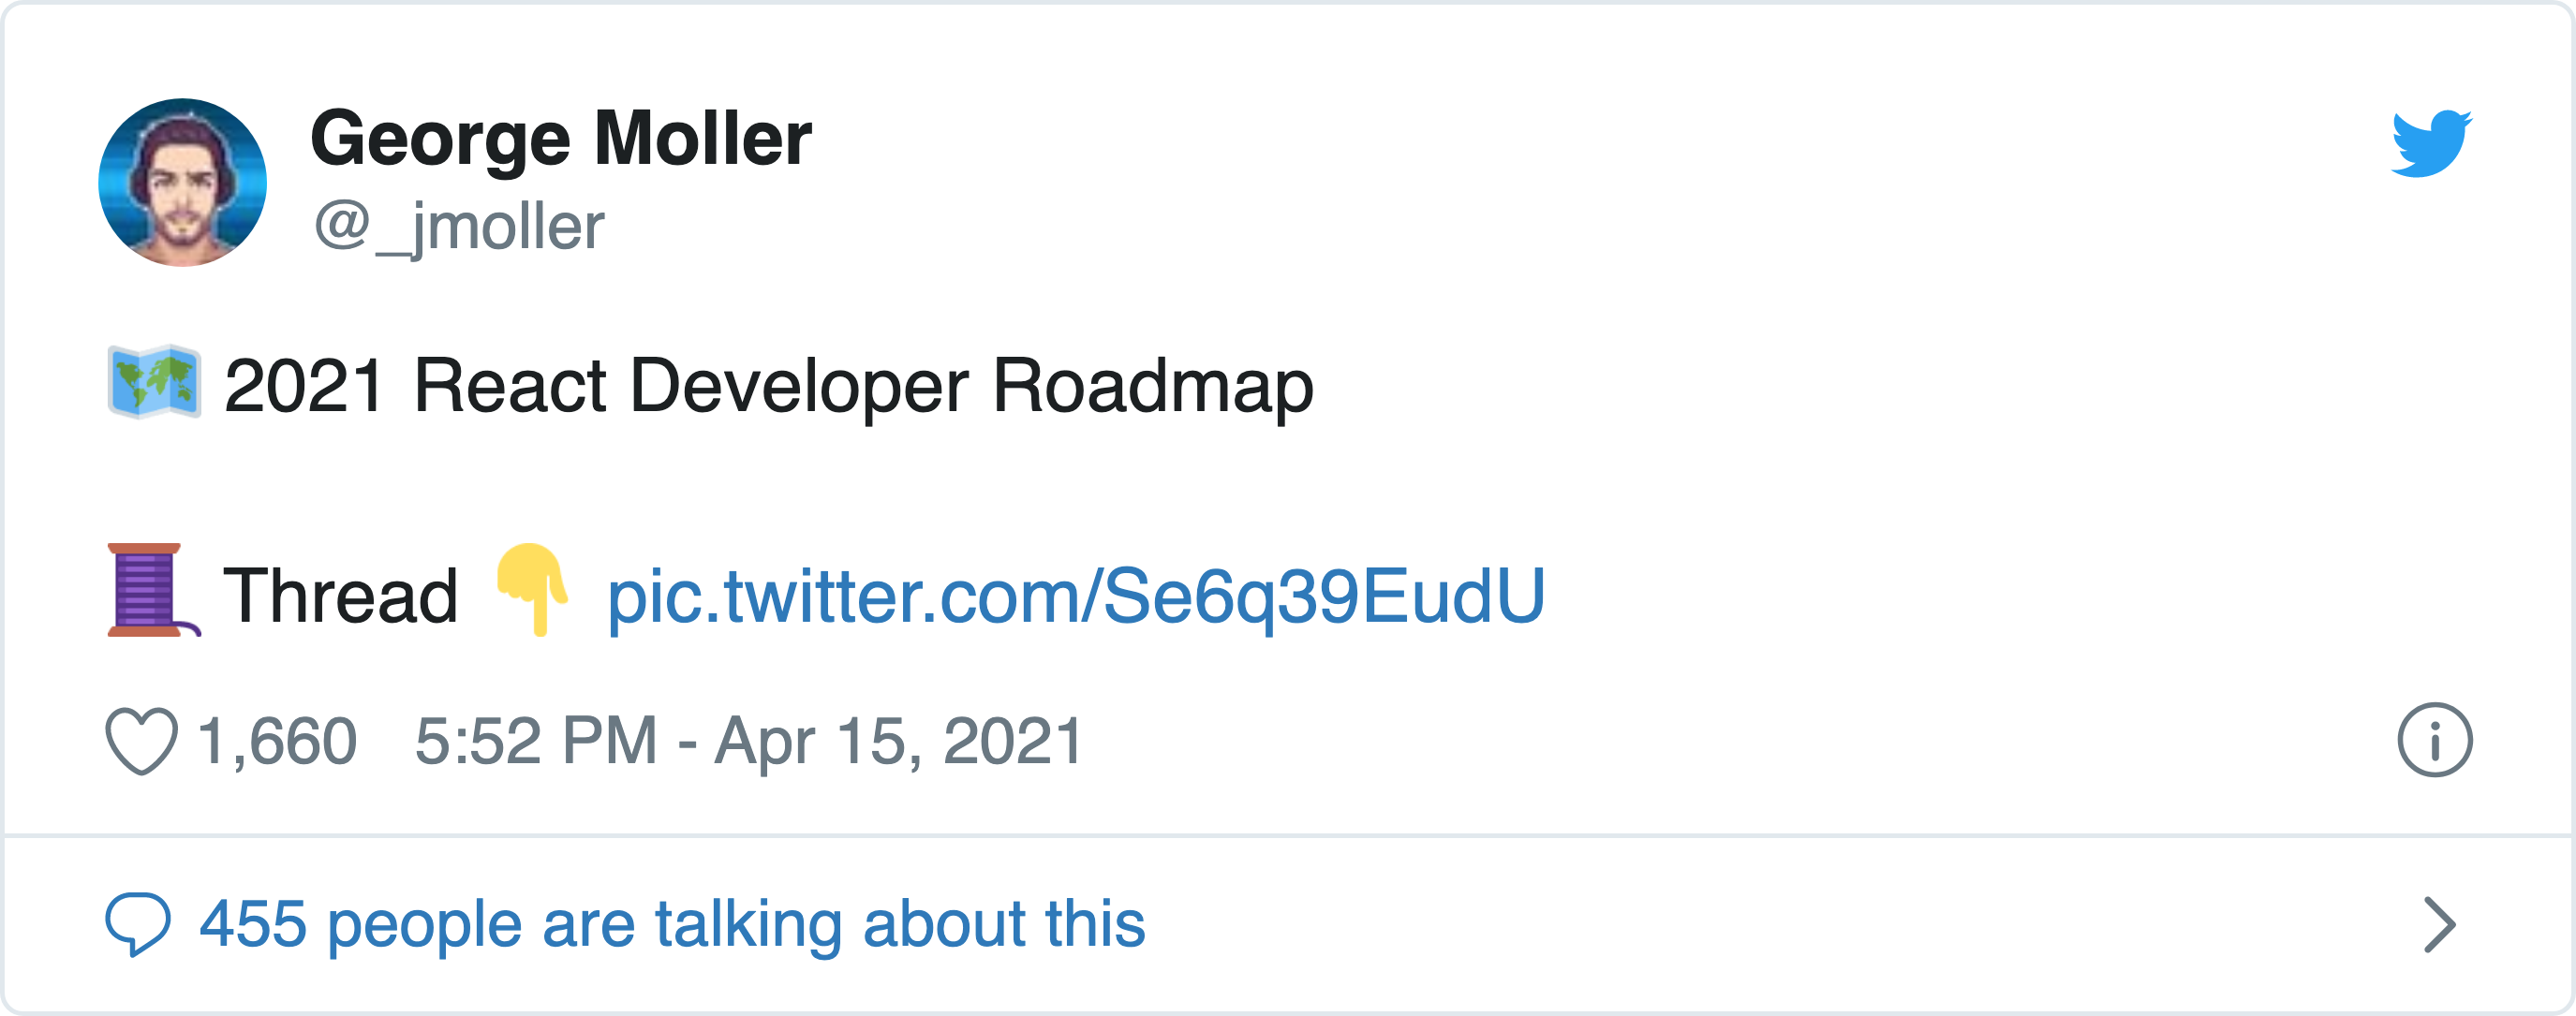 George Moller
@_jmoller
🗺️ 2021 React Developer Roadmap
🧵 Thread 👇 pic.twitter.com/Se6q39EudU
1,660 5:52 PM - Apr 15, 2021
455 people are talking about this